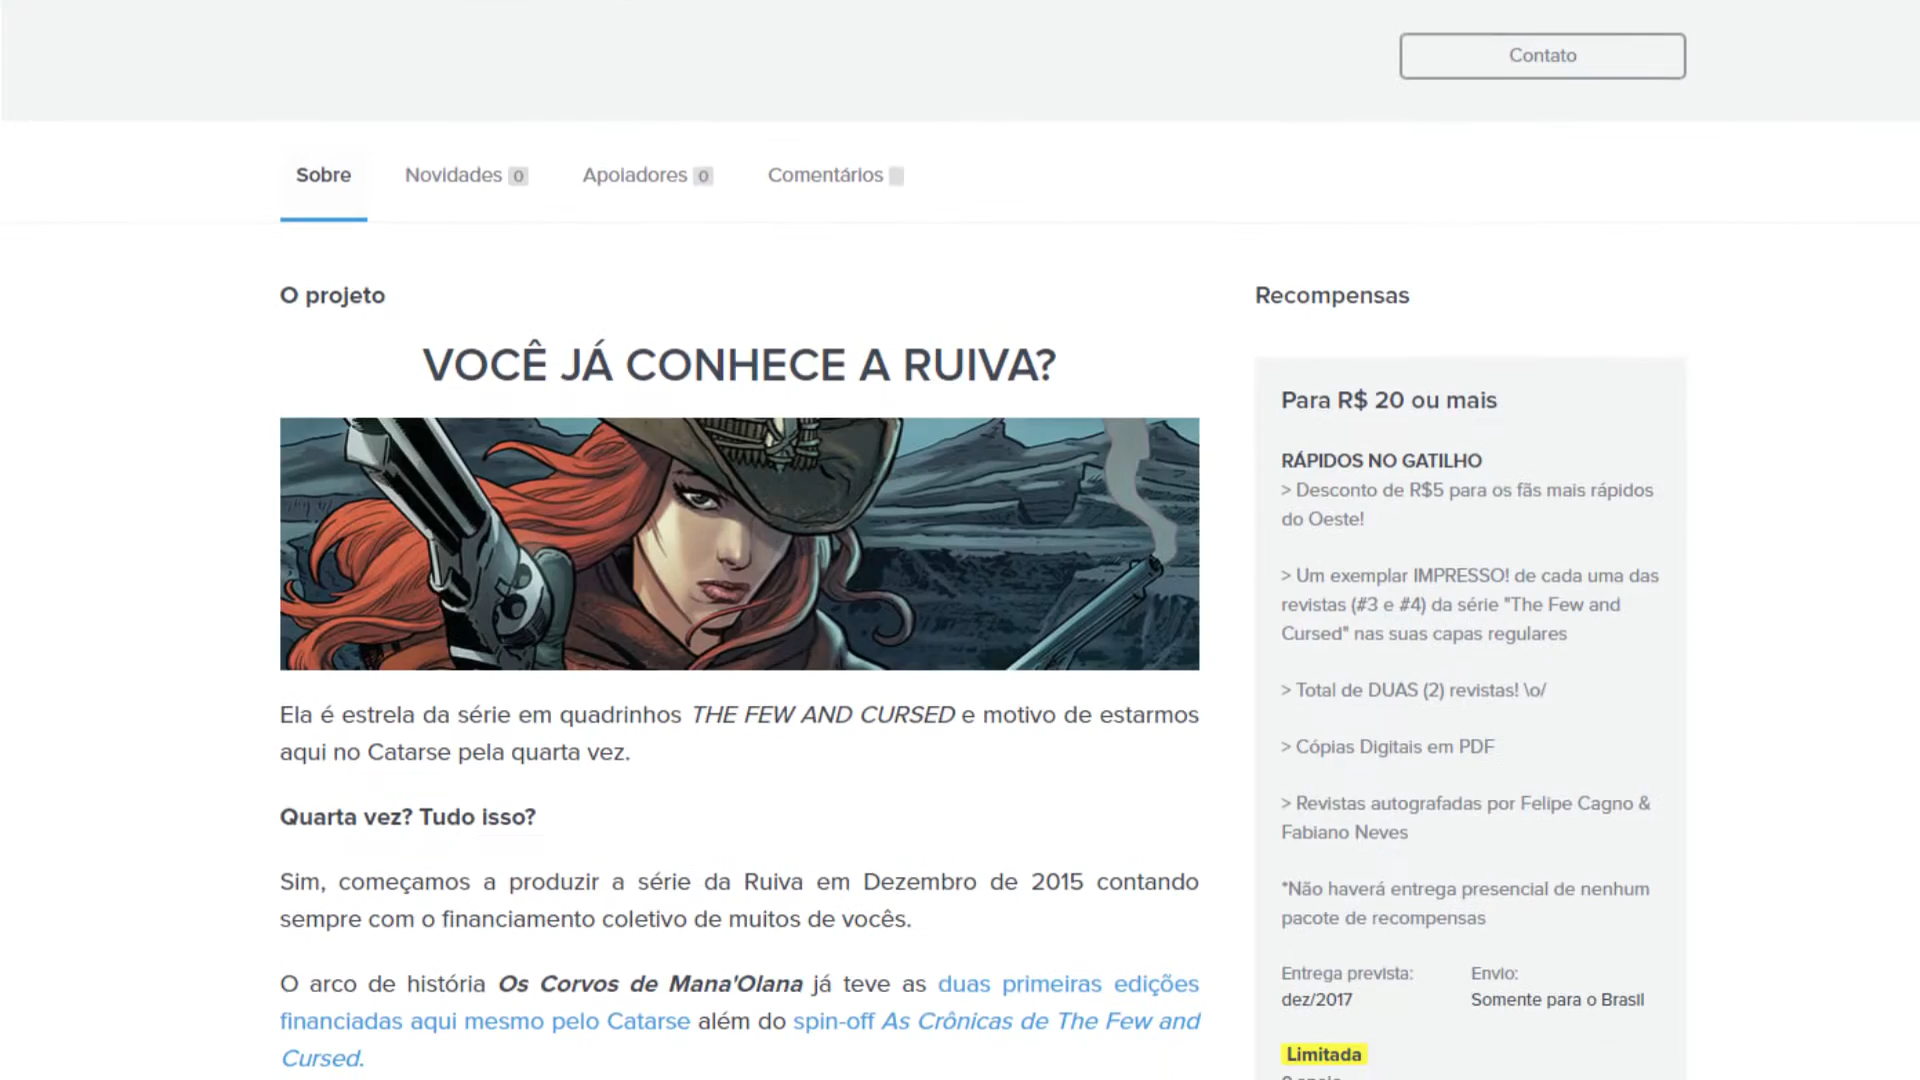 Contato
Sobre
Novidades 0
Apoiadores 0
Comentários
O projeto
VOCÊ JÁ CONHECE A RUIVA?
Ela é estrela da série em quadrinhos THE FEW AND CURSED e motivo de estarmos
aqui no Catarse pela quarta vez.
Quarta vez? Tudo isso?
Sim, começamos a produzir a série da Ruiva em Dezembro de 2015 contando
sempre com o financiamento coletivo de muitos de vocês.
O arco de história Os Corvos de Mana'Olana já teve as duas primeiras edições
financiadas aqui mesmo pelo Catarse além do spin-off As Crônicas de The Few and
Cursed.
Recompensas
Para R$ 20 ou mais
RÁPIDOS NO GATILHO
> Desconto de R$5 para os fãs mais rápidos
do Oeste!
> Um exemplar IMPRESSO! de cada uma das
revistas (#3 e #4) da série "The Few and
Cursed" nas suas capas regulares
> Total de DUAS (2) revistas! \o/
> Cópias Digitais em PDF
> Revistas autografadas por Felipe Cagno &
Fabiano Neves
*Não haverá entrega presencial de nenhum
pacote de recompensas
Entrega prevista:
dez/2017
Envio:
Somente para o Brasil
Limitada